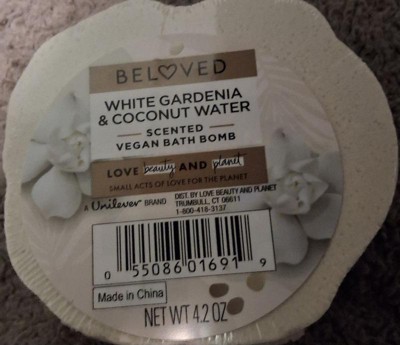 BELOVED
WHITE GARDENIA
& COCONUT WATER
SCENTED
VEGAN BATH BOMB
LOVE beauty AND planet
SMALL ACTS OF LOVE FOR THE PLANET
A Unilever BRAND
DIST. BY LOVE BEAUTY AND PLANET
TRUMBULL, CT 06611
1-800-418-3137
0 55086 01691 9
Made in China
NET WT 4.2 OZ